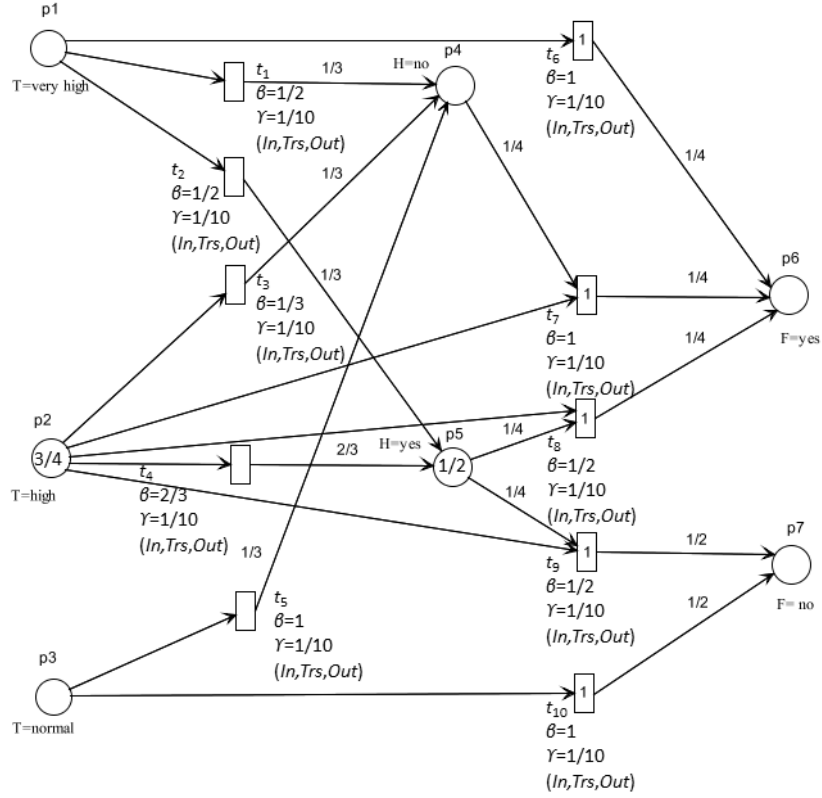 p1
T=very high
t1
β=1/2
ϒ=1/10
(In,Trs,Out)
1/3
H=no
p4
1
t6
β=1
ϒ=1/10
(In,Trs,Out)
1/4
1/4
t2
β=1/2
ϒ=1/10
(In,Trs,Out)
1/3
1/3
t3
β=1/3
ϒ=1/10
(In,Trs,Out)
p6
F=yes
1
1/4
t7
β=1
ϒ=1/10
(In,Trs,Out)
1/4
p2
3/4
T=high
t4
β=2/3
ϒ=1/10
(In,Trs,Out)
2/3
H=yes
p5
1/2
1/4
1/4
1
t8
β=1/2
ϒ=1/10
(In,Trs,Out)
1
t9
β=1/2
ϒ=1/10
(In,Trs,Out)
1/2
p7
F= no
1/2
1/3
t5
β=1
ϒ=1/10
(In,Trs,Out)
p3
T=normal
1
t10
β=1
ϒ=1/10
(In,Trs,Out)